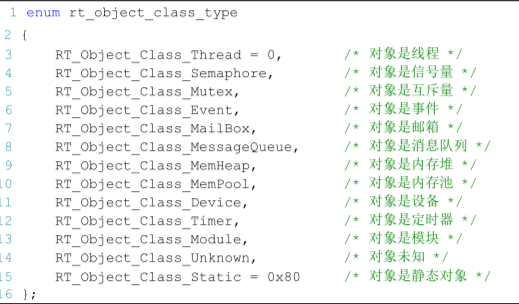 1 enum rt_object_class_type
2 {
3 RT_Object_Class_Thread = 0, /* 对象是线程 */
4 RT_Object_Class_Semaphore, /* 对象是信号量 */
5 RT_Object_Class_Mutex, /* 对象是互斥量 */
6 RT_Object_Class_Event, /* 对象是事件 */
7 RT_Object_Class_MailBox, /* 对象是邮箱 */
8 RT_Object_Class_MessageQueue, /* 对象是消息队列 */
9 RT_Object_Class_MemHeap, /* 对象是内存堆 */
10 RT_Object_Class_MemPool, /* 对象是内存池 */
11 RT_Object_Class_Device, /* 对象是设备 */
12 RT_Object_Class_Timer, /* 对象是定时器 */
13 RT_Object_Class_Module, /* 对象是模块 */
14 RT_Object_Class_Unknown, /* 对象未知 */
15 RT_Object_Class_Static = 0x80 /* 对象是静态对象 */
16 };